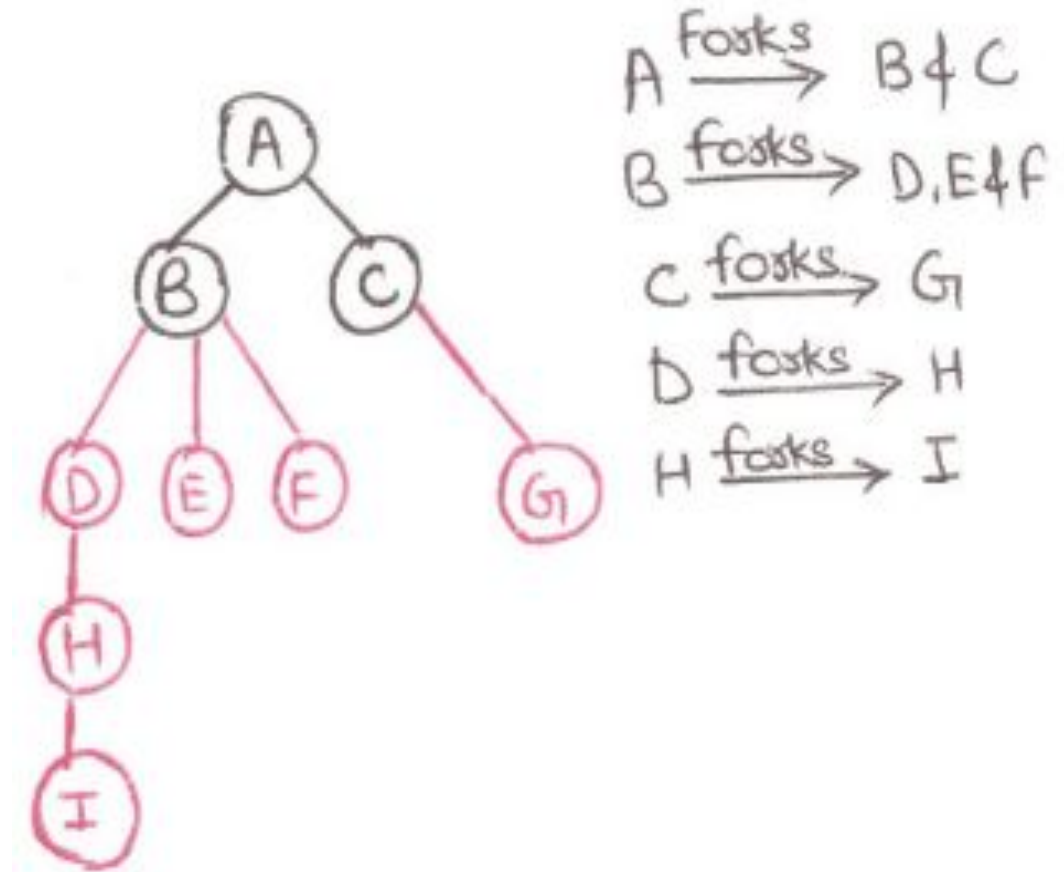 A Forks → B & C
B forks → D, E & F
C forks → G
D forks → H
H forks → I
A
B C
D E F G
H
I